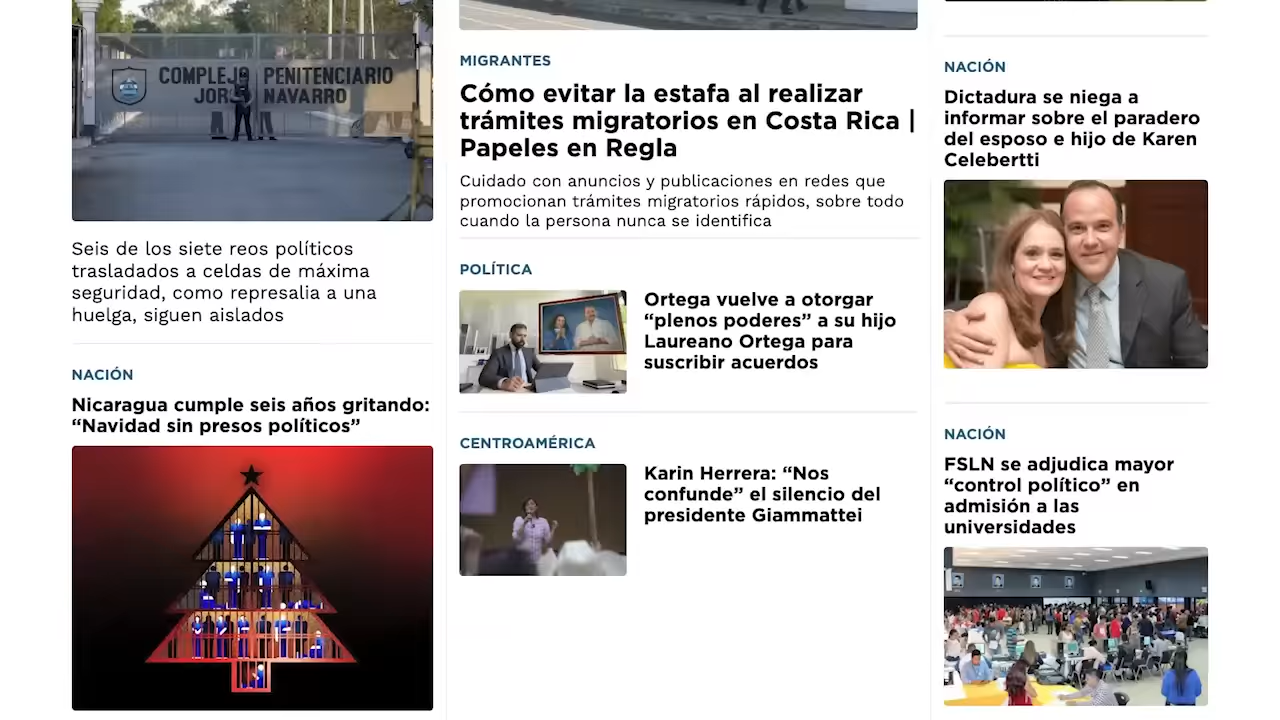 COMPLEJO PENITENCIARIO
JORGE NAVARRO
Seis de los siete reos políticos
trasladados a celdas de máxima
seguridad, como represalia a una
huelga, siguen aislados
NACIÓN
Nicaragua cumple seis años gritando:
“Navidad sin presos políticos”
MIGRANTES
Cómo evitar la estafa al realizar
trámites migratorios en Costa Rica |
Papeles en Regla
Cuidado con anuncios y publicaciones en redes que
promocionan trámites migratorios rápidos, sobre todo
cuando la persona nunca se identifica
POLÍTICA
Ortega vuelve a otorgar
“plenos poderes” a su hijo
Laureano Ortega para
suscribir acuerdos
CENTROAMÉRICA
Karin Herrera: “Nos
confunde” el silencio del
presidente Giammattei
NACIÓN
Dictadura se niega a
informar sobre el paradero
del esposo e hijo de Karen
Celebertti
NACIÓN
FSLN se adjudica mayor
“control político” en
admisión a las
universidades